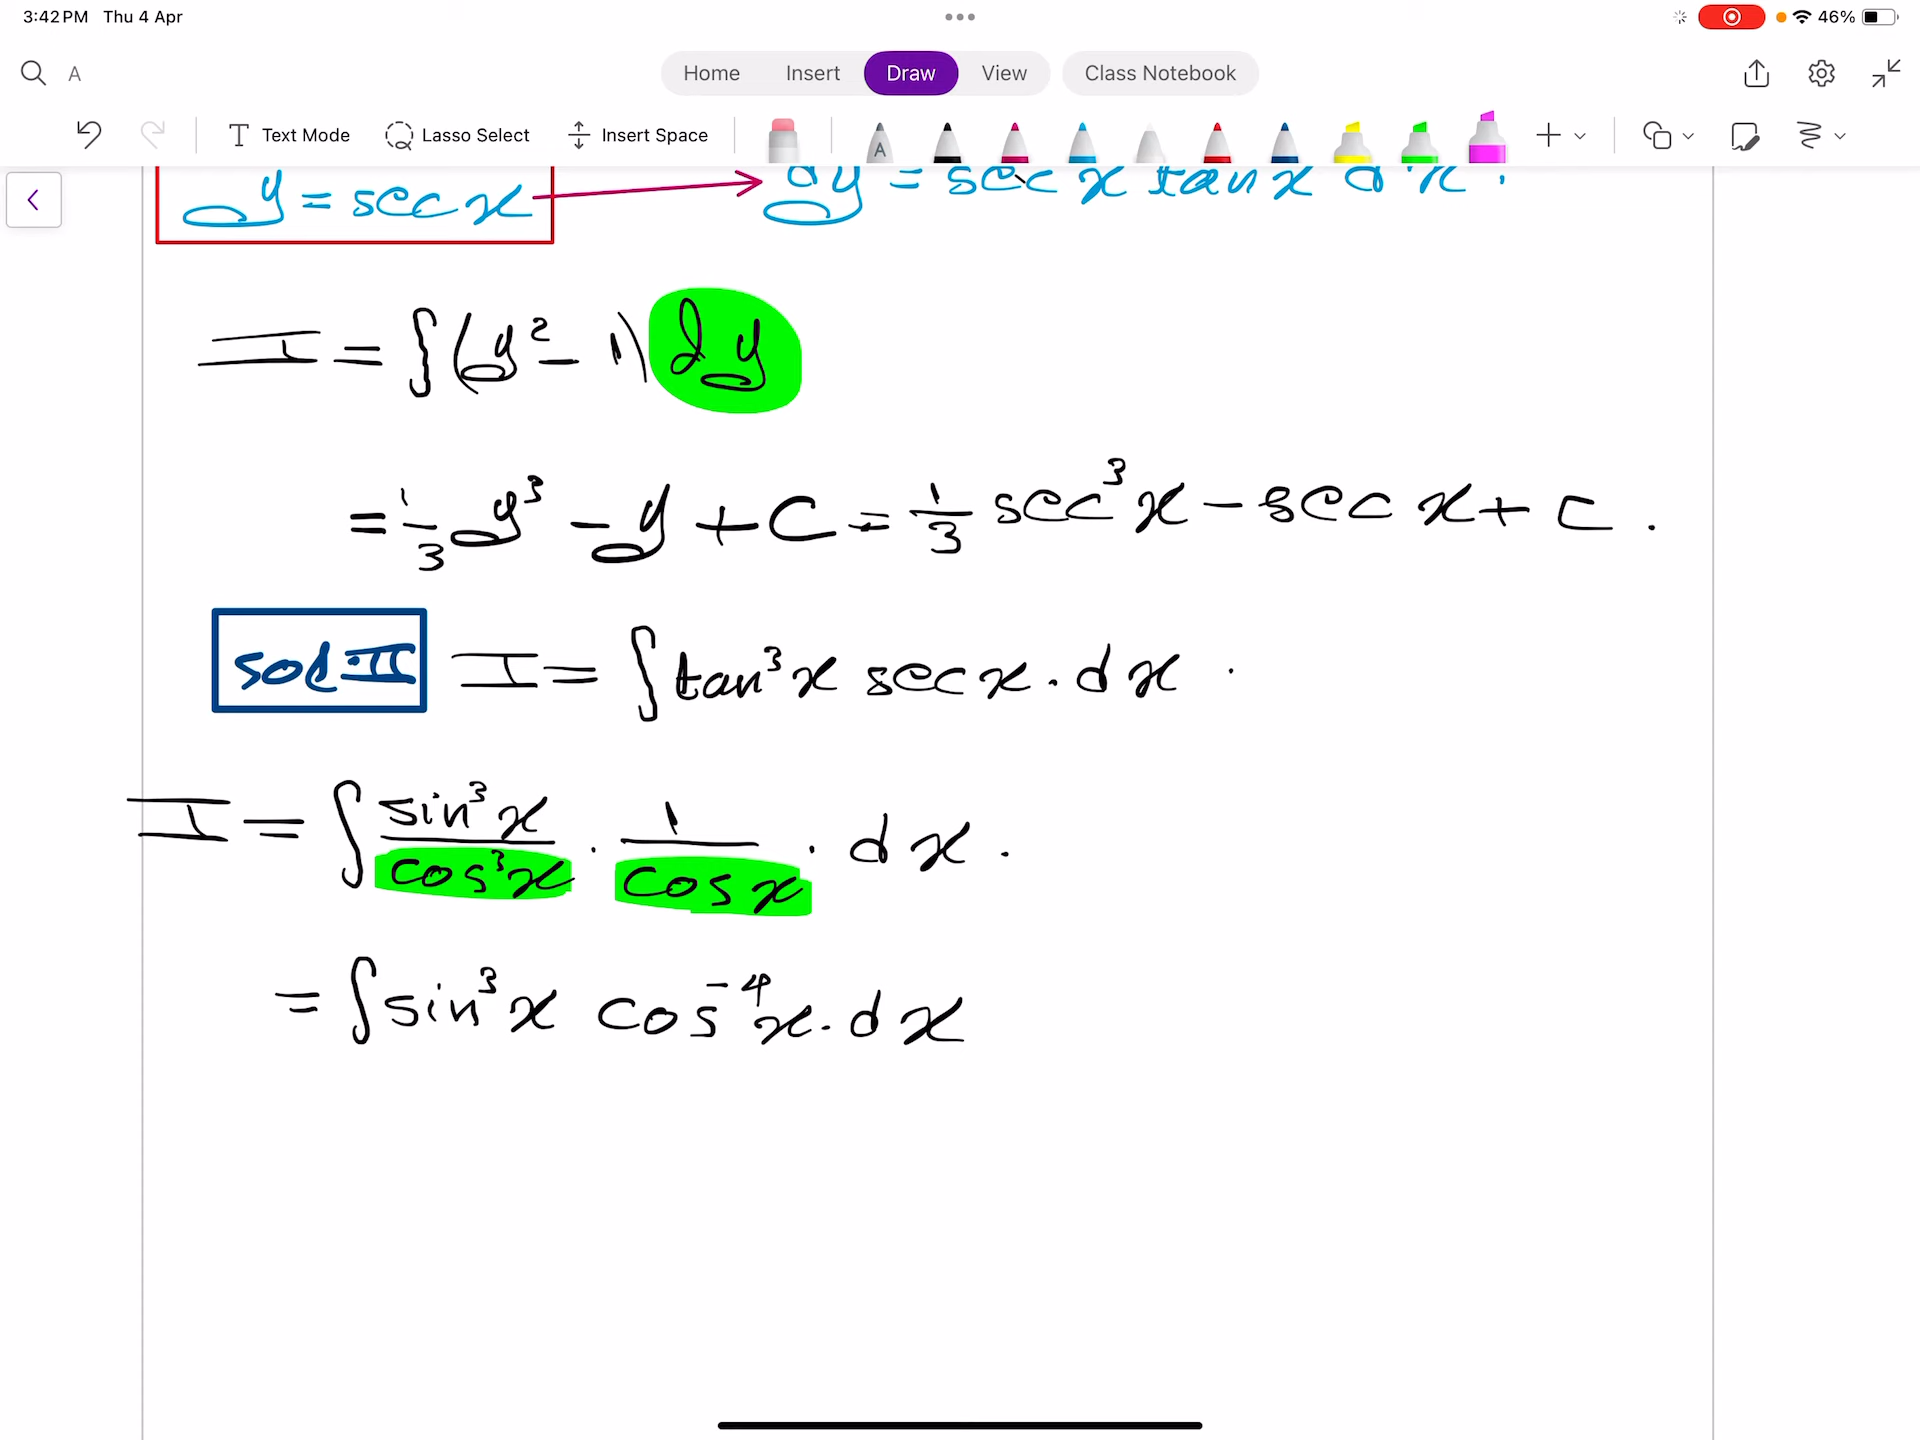 3:42 PM Thu 4 Apr
46%
A
Home Insert Draw View Class Notebook
Text Mode Lasso Select Insert Space
A
y = sec x dy = sec x tan x dx .
I = ∫(y² - 1) dy
= 1/3 y³ - y + C = 1/3 sec³x - sec x + C .
sol·II I = ∫tan³x sec x . dx .
I = ∫ sin³x/cos³x . 1/cos x . dx .
= ∫sin³x cos⁻⁴x . dx